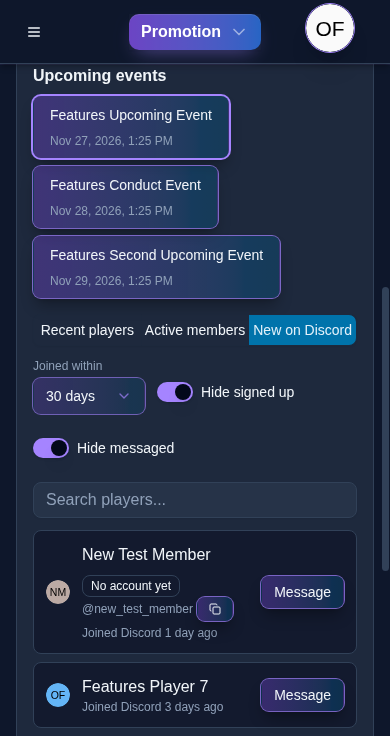 Promotion
OF
Upcoming events
Features Upcoming Event
Nov 27, 2026, 1:25 PM
Features Conduct Event
Nov 28, 2026, 1:25 PM
Features Second Upcoming Event
Nov 29, 2026, 1:25 PM
Recent players Active members New on Discord
Joined within
30 days
Hide signed up
Hide messaged
Search players...
New Test Member
NM
No account yet
@new_test_member
Message
Joined Discord 1 day ago
OF
Features Player 7
Joined Discord 3 days ago
Message